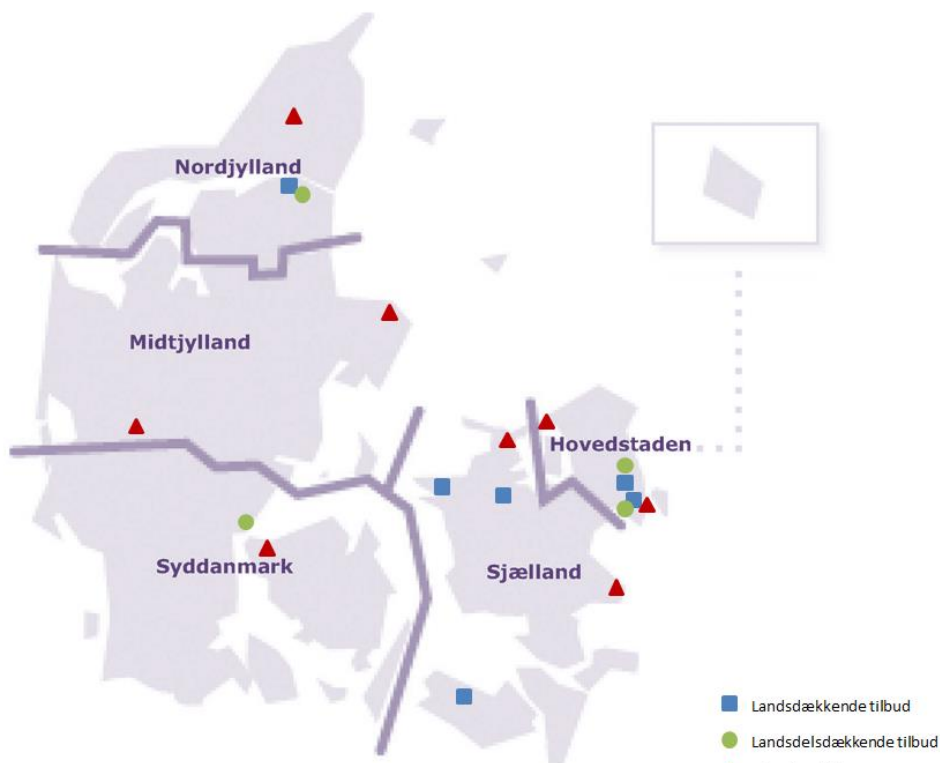 Nordjylland
Midtjylland
Hovedstaden
Syddanmark
Sjælland
Landsdækkende tilbud
Landsdelsdækkende tilbud